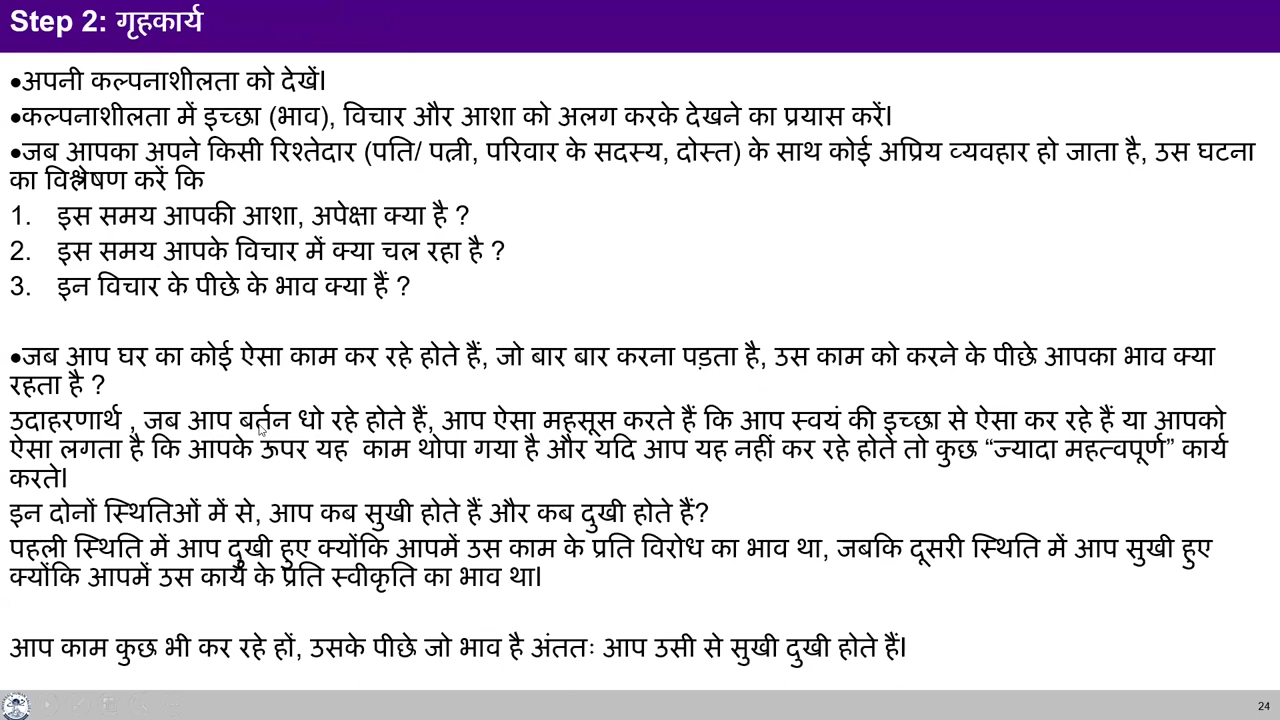 Step 2: गृहकार्य
•अपनी कल्पनाशीलता को देखें।
•कल्पनाशीलता में इच्छा (भाव), विचार और आशा को अलग करके देखने का प्रयास करें।
•जब आपका अपने किसी रिश्तेदार (पति/ पत्नी, परिवार के सदस्य, दोस्त) के साथ कोई अप्रिय व्यवहार हो जाता है, उस घटना
का विश्लेषण करें कि
1. इस समय आपकी आशा, अपेक्षा क्या है ?
2. इस समय आपके विचार में क्या चल रहा है ?
3. इन विचार के पीछे के भाव क्या हैं ?
•जब आप घर का कोई ऐसा काम कर रहे होते हैं, जो बार बार करना पड़ता है, उस काम को करने के पीछे आपका भाव क्या
रहता है ?
उदाहरणार्थ , जब आप बर्तन धो रहे होते हैं, आप ऐसा महसूस करते हैं कि आप स्वयं की इच्छा से ऐसा कर रहे हैं या आपको
ऐसा लगता है कि आपके ऊपर यह काम थोपा गया है और यदि आप यह नहीं कर रहे होते तो कुछ “ज्यादा महत्वपूर्ण” कार्य
करते।
इन दोनों स्थितिओं में से, आप कब सुखी होते हैं और कब दुखी होते हैं?
पहली स्थिति में आप दुखी हुए क्योंकि आपमें उस काम के प्रति विरोध का भाव था, जबकि दूसरी स्थिति में आप सुखी हुए
क्योंकि आपमें उस कार्य के प्रति स्वीकृति का भाव था।
आप काम कुछ भी कर रहे हों, उसके पीछे जो भाव है अंततः आप उसी से सुखी दुखी होते हैं।
24